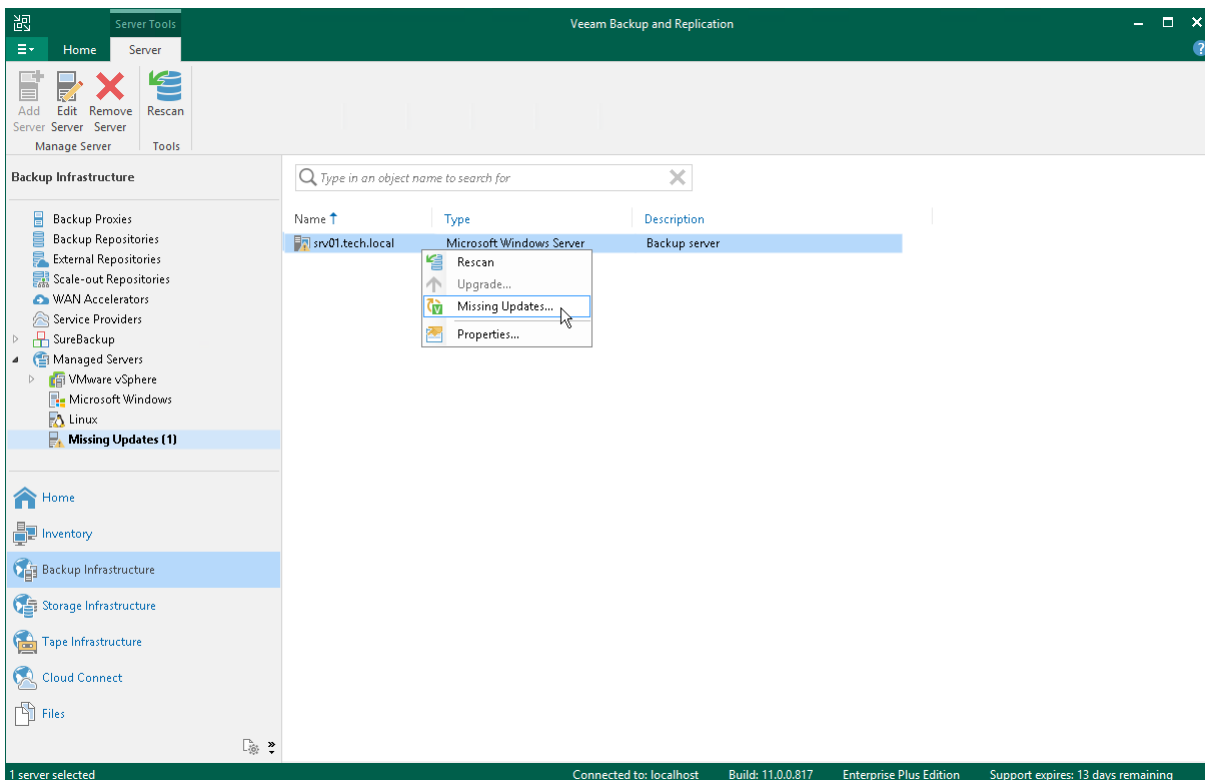 Server Tools
Veeam Backup and Replication
Home
Server
Add Server
Edit Server
Remove Server
Rescan
Manage Server
Tools
Backup Infrastructure
Type in an object name to search for
Name
Type
Description
srv01.tech.local
Microsoft Windows Server
Backup server
Rescan
Upgrade...
Missing Updates...
Properties...
Backup Proxies
Backup Repositories
External Repositories
Scale-out Repositories
WAN Accelerators
Service Providers
SureBackup
Managed Servers
VMware vSphere
Microsoft Windows
Linux
Missing Updates (1)
Home
Inventory
Backup Infrastructure
Storage Infrastructure
Tape Infrastructure
Cloud Connect
Files
1 server selected
Connected to: localhost
Build: 11.0.0.817
Enterprise Plus Edition
Support expires: 13 days remaining